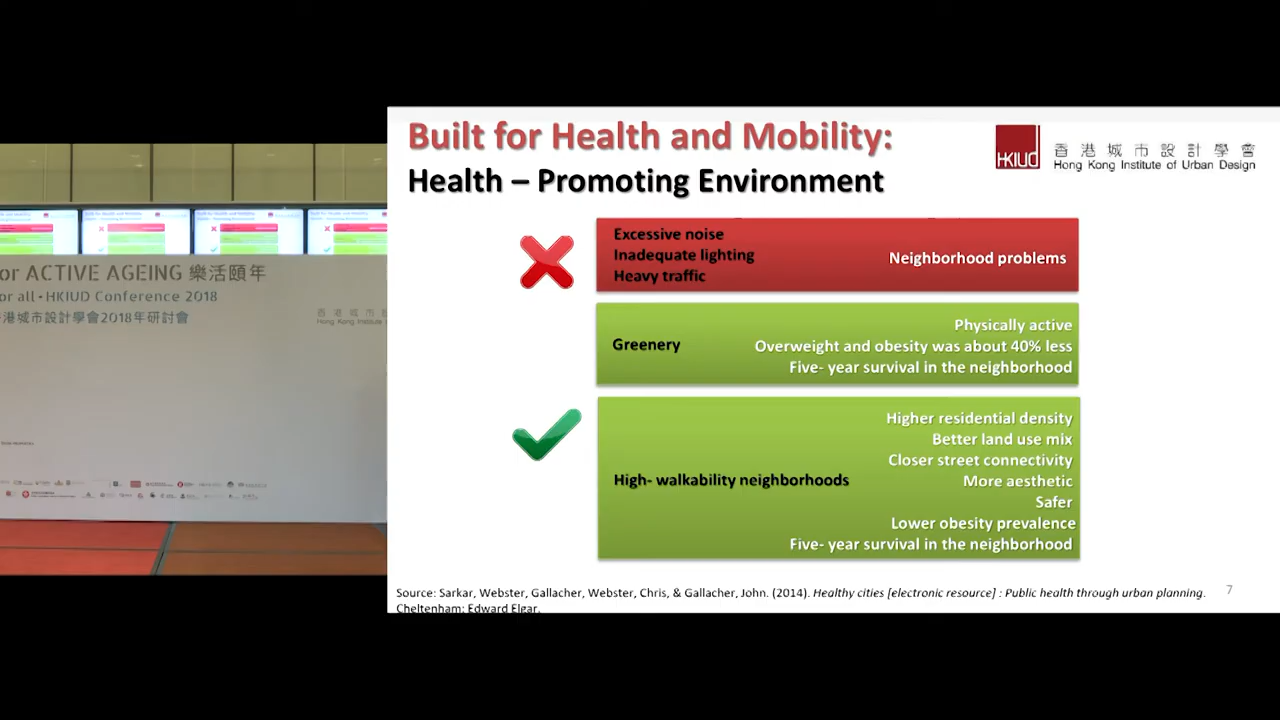 Built for Health and Mobility:
Health – Promoting Environment
HKIUD
香港城市設計學會
Hong Kong Institute of Urban Design
Excessive noise
Inadequate lighting
Heavy traffic
Neighborhood problems
Greenery
Physically active
Overweight and obesity was about 40% less
Five- year survival in the neighborhood
High- walkability neighborhoods
Higher residential density
Better land use mix
Closer street connectivity
More aesthetic
Safer
Lower obesity prevalence
Five- year survival in the neighborhood
Source: Sarkar, Webster, Gallacher, Webster, Chris, & Gallacher, John. (2014). Healthy cities [electronic resource] : Public health through urban planning.
Cheltenham: Edward Elgar.
7
or ACTIVE AGEING 樂活頤年
or all・HKIUD Conference 2018
港城市設計學會2018年研討會
香港城市設
Hong Kong Institute of